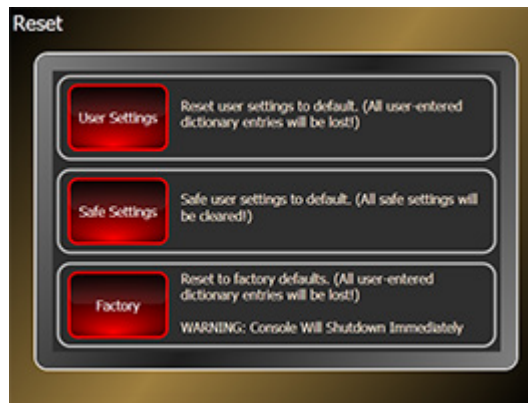 Reset
User Settings
Reset user settings to default. (All user-entered
dictionary entries will be lost!)
Safe Settings
Safe user settings to default. (All safe settings will
be cleared!)
Factory
Reset to factory defaults. (All user-entered
dictionary entries will be lost!)
WARNING: Console Will Shutdown Immediately